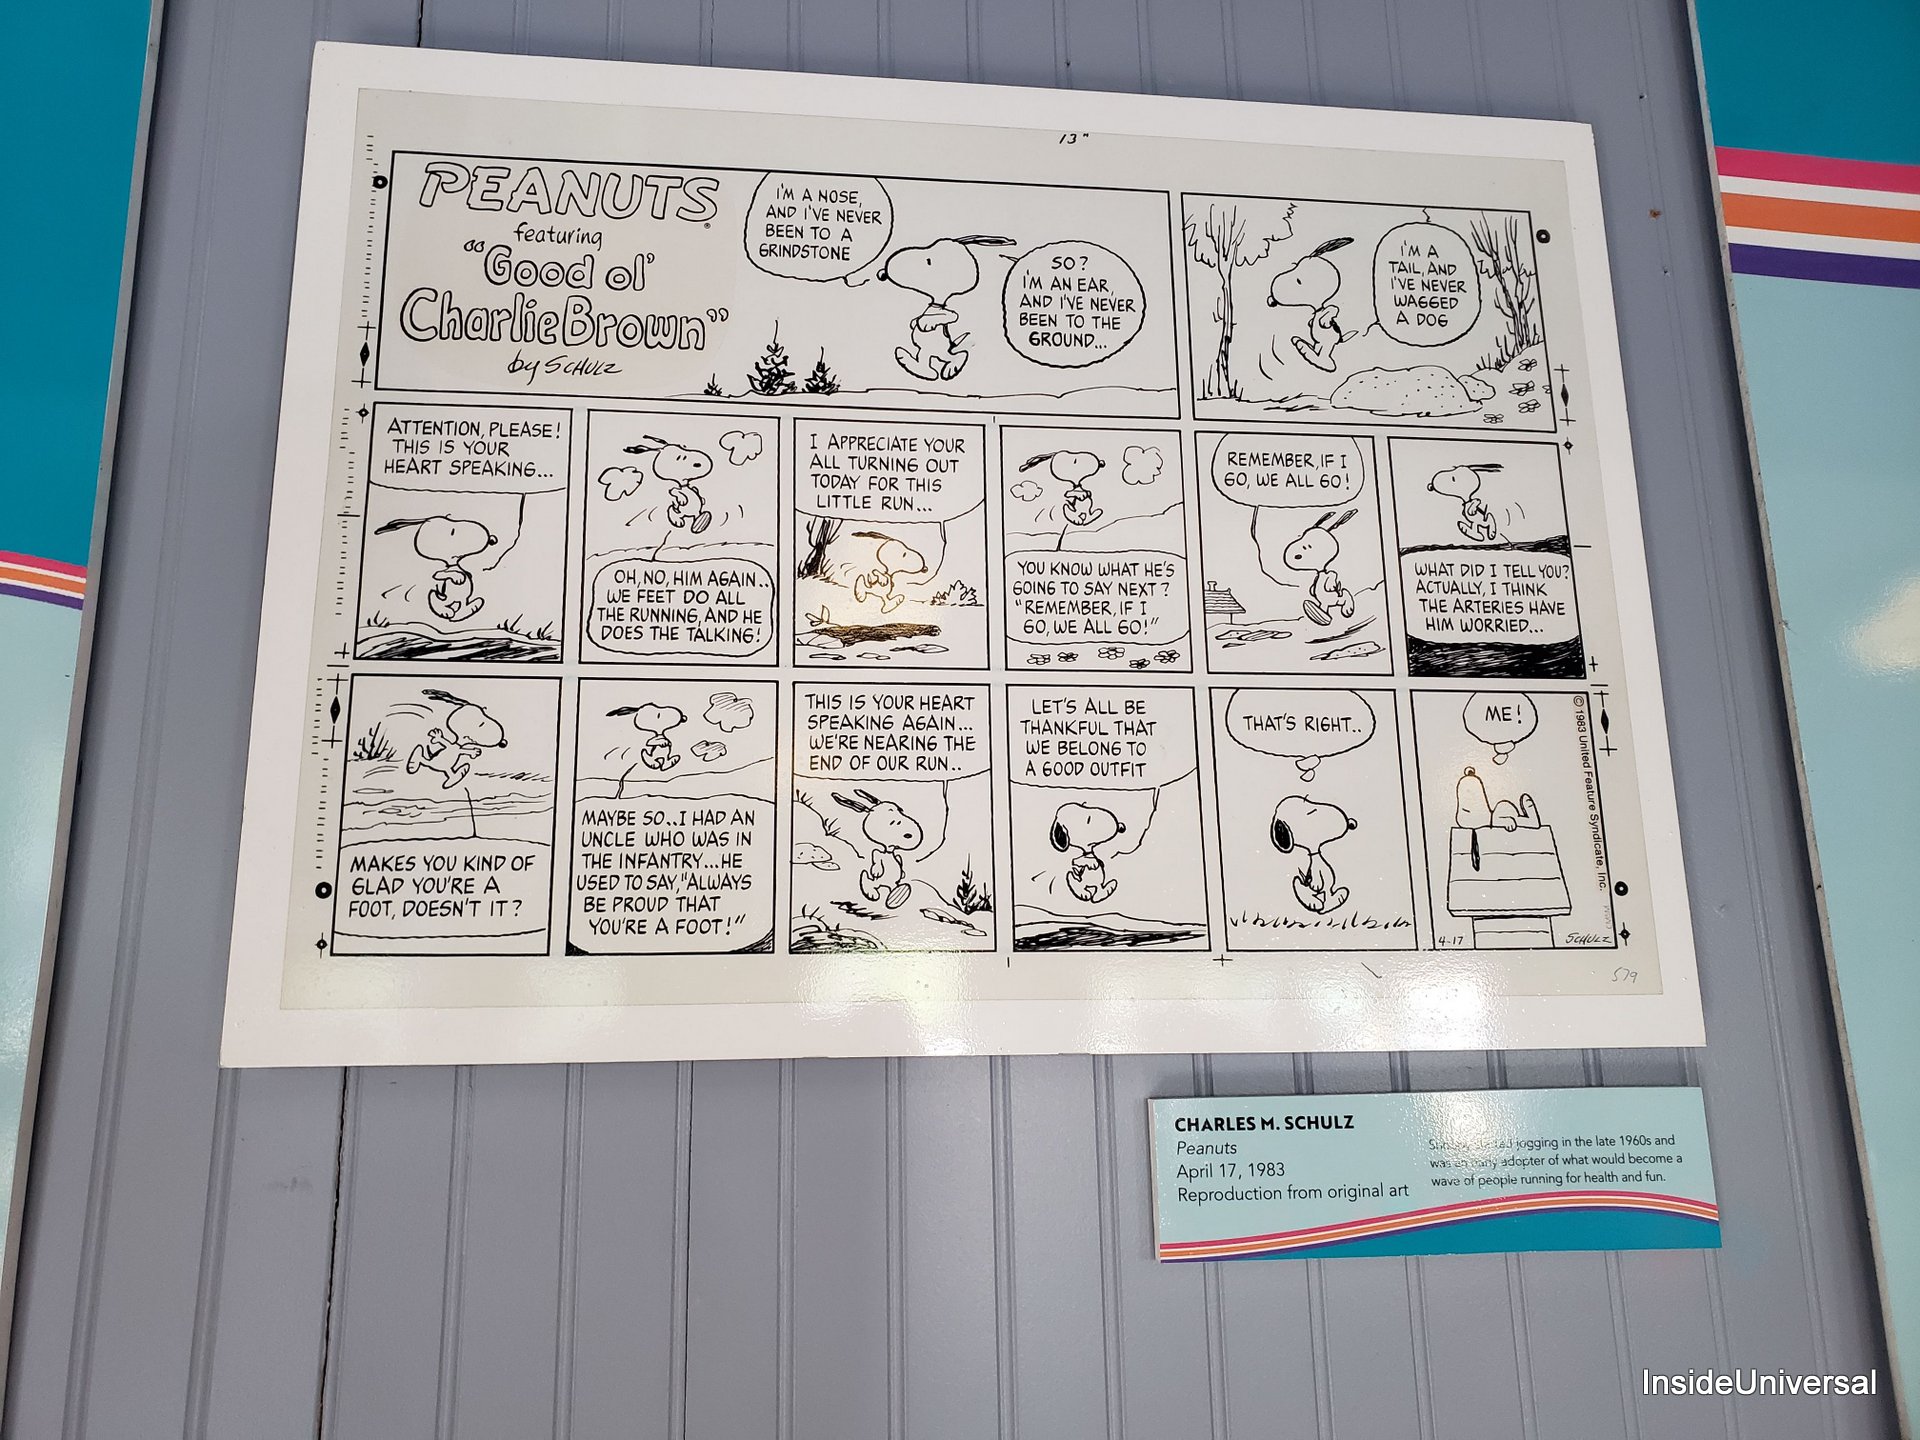 13"
PEANUTS
featuring
"Good ol'
Charlie Brown"
by SCHULZ
I'M A NOSE,
AND I'VE NEVER
BEEN TO A
GRINDSTONE
SO?
I'M AN EAR,
AND I'VE NEVER
BEEN TO THE
GROUND...
I'M A
TAIL, AND
I'VE NEVER
WAGGED
A DOG
ATTENTION, PLEASE!
THIS IS YOUR
HEART SPEAKING...
OH, NO, HIM AGAIN..
WE FEET DO ALL
THE RUNNING, AND HE
DOES THE TALKING!
I APPRECIATE YOUR
ALL TURNING OUT
TODAY FOR THIS
LITTLE RUN...
YOU KNOW WHAT HE'S
GOING TO SAY NEXT?
"REMEMBER, IF I
GO, WE ALL GO!"
REMEMBER, IF I
GO, WE ALL GO!
WHAT DID I TELL YOU?
ACTUALLY, I THINK
THE ARTERIES HAVE
HIM WORRIED...
MAKES YOU KIND OF
GLAD YOU'RE A
FOOT, DOESN'T IT?
MAYBE SO..I HAD AN
UNCLE WHO WAS IN
THE INFANTRY...HE
USED TO SAY, "ALWAYS
BE PROUD THAT
YOU'RE A FOOT!"
THIS IS YOUR HEART
SPEAKING AGAIN...
WE'RE NEARING THE
END OF OUR RUN..
LET'S ALL BE
THANKFUL THAT
WE BELONG TO
A GOOD OUTFIT
THAT'S RIGHT..
ME!
© 1983 United Feature Syndicate, Inc.
4-17
SCHULZ
579
CHARLES M. SCHULZ
Peanuts
April 17, 1983
Reproduction from original art
jogging in the late 1960s and
was early adopter of what would become a
wave of people running for health and fun.
InsideUniversal